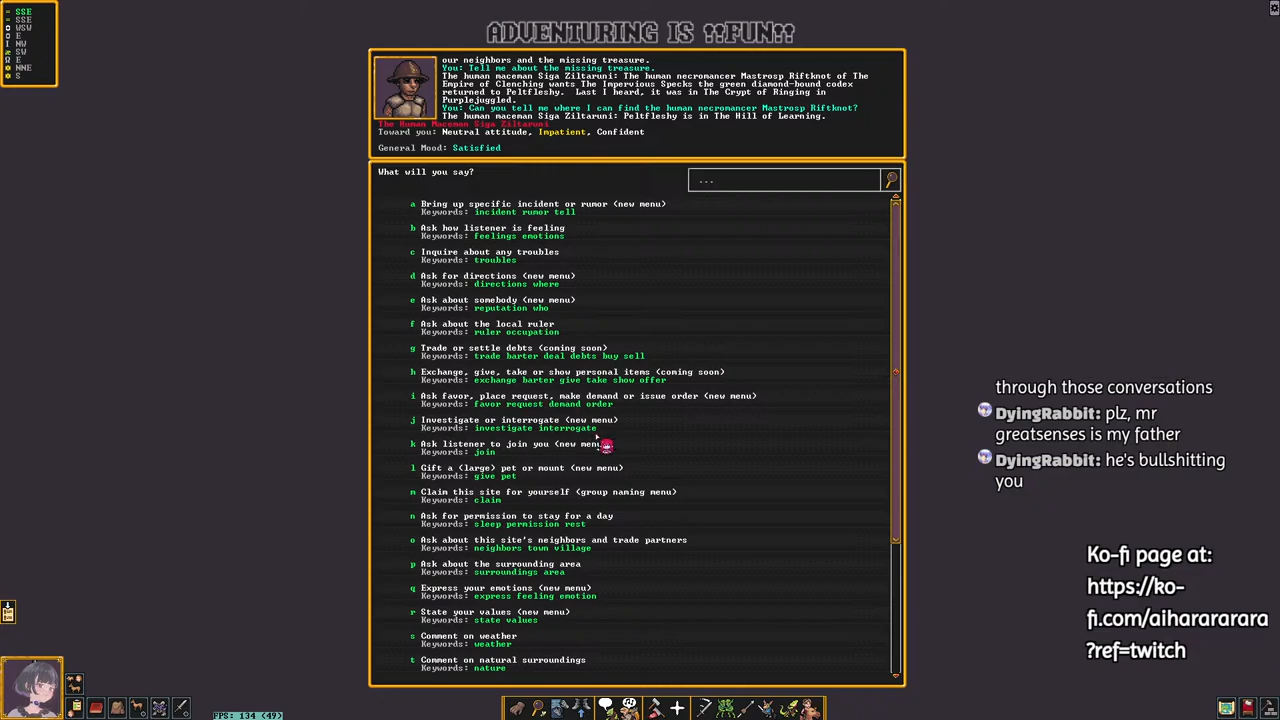 = SSE
= SSE
O WSW
O E
I NW
z SW
Ω E
☼ NNE
☼ S
ADVENTURING IS !!FUN!!
our neighbors and the missing treasure.
You: Tell me about the missing treasure.
The human maceman Siga Ziltaruni: The human necromancer Mastrosp Riftknot of The
Empire of Clenching wants The Impervious Specks the green diamond-bound codex
returned to Peltfleshy.  Last I heard, it was in The Crypt of Ringing in
Purplejuggled.
You: Can you tell me where I can find the human necromancer Mastrosp Riftknot?
The human maceman Siga Ziltaruni: Peltfleshy is in The Hill of Learning.
The Human Maceman Siga Ziltaruni
Toward you: Neutral attitude, Impatient, Confident
General Mood: Satisfied
What will you say?
...
a Bring up specific incident or rumor (new menu)
Keywords: incident rumor tell
b Ask how listener is feeling
Keywords: feelings emotions
c Inquire about any troubles
Keywords: troubles
d Ask for directions (new menu)
Keywords: directions where
e Ask about somebody (new menu)
Keywords: reputation who
f Ask about the local ruler
Keywords: ruler occupation
g Trade or settle debts (coming soon)
Keywords: trade barter deal debts buy sell
h Exchange, give, take or show personal items (coming soon)
Keywords: exchange barter give take show offer
i Ask favor, place request, make demand or issue order (new menu)
Keywords: favor request demand order
j Investigate or interrogate (new menu)
Keywords: investigate interrogate
k Ask listener to join you (new menu
Keywords: join
l Gift a (large) pet or mount (new menu)
Keywords: give pet
m Claim this site for yourself (group naming menu)
Keywords: claim
n Ask for permission to stay for a day
Keywords: sleep permission rest
o Ask about this site's neighbors and trade partners
Keywords: neighbors town village
p Ask about the surrounding area
Keywords: surroundings area
q Express your emotions (new menu)
Keywords: express feeling emotion
r State your values (new menu)
Keywords: state values
s Comment on weather
Keywords: weather
t Comment on natural surroundings
Keywords: nature
through those conversations
DyingRabbit: plz, mr
greatsenses is my father
DyingRabbit: he's bullshitting
you
Ko-fi page at:
https://ko-
fi.com/aiharararara
?ref=twitch
FPS: 134 (49)